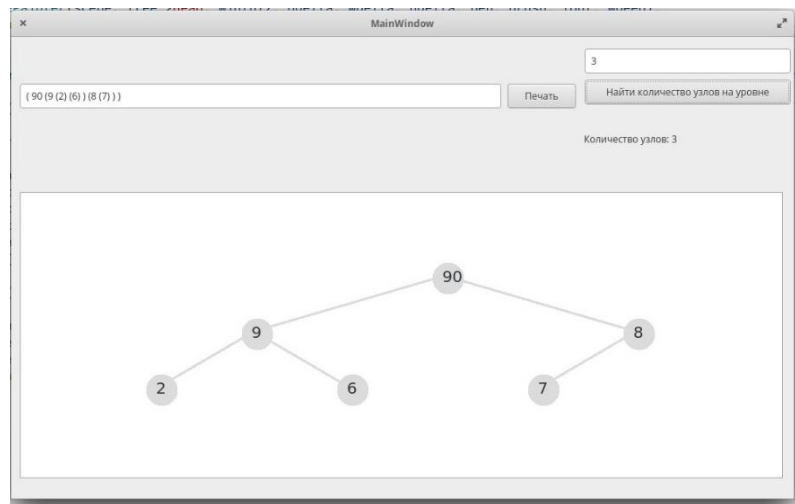 MainWindow
3
( 90 (9 (2) (6) ) (8 (7) ) )
Печать
Найти количество узлов на уровне
Количество узлов: 3
90
9
8
2
6
7